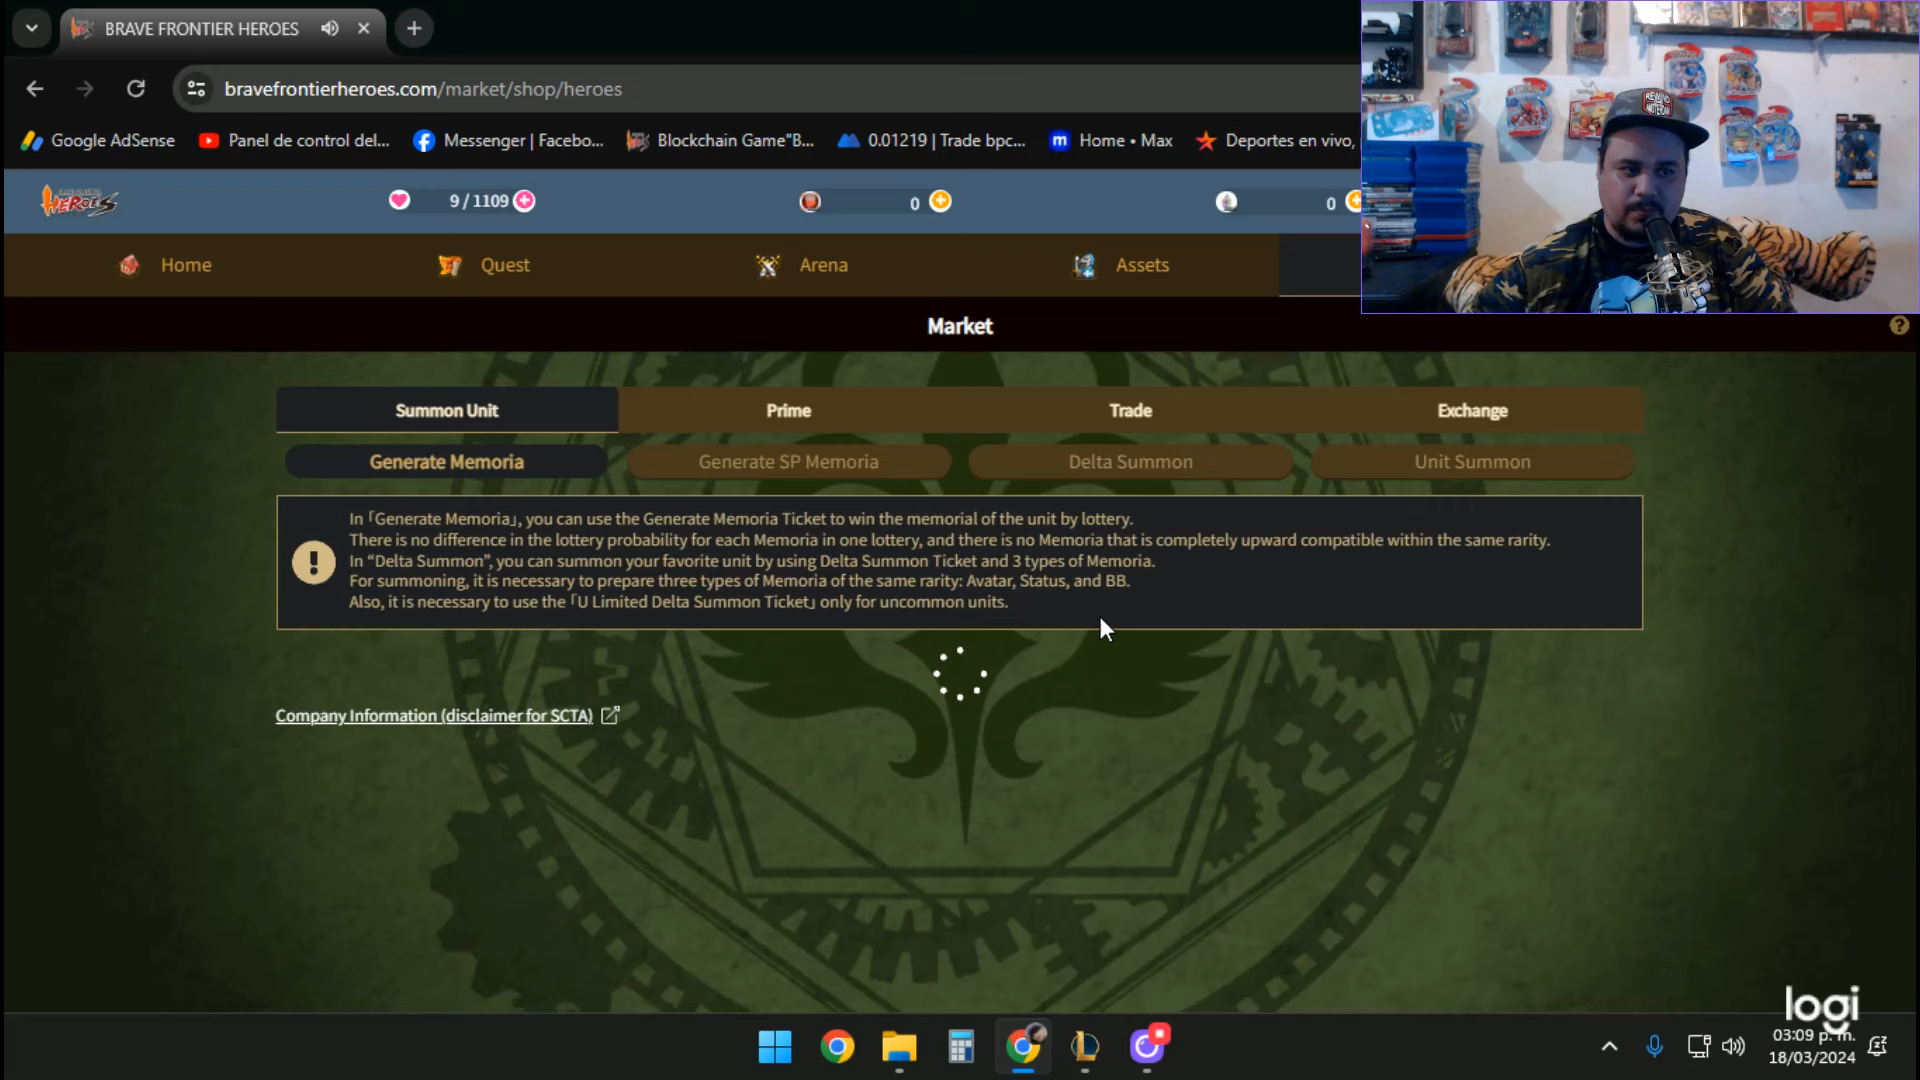 BRAVE FRONTIER HEROES
bravefrontierheroes.com/market/shop/heroes
Google AdSense
Panel de control del...
Messenger | Facebo...
Blockchain Game"B...
0.01219 | Trade bpc...
m
Home • Max
Deportes en vivo,
HEROES
9 / 1109
0
0
Home
Quest
Arena
Assets
Market
?
Summon Unit
Prime
Trade
Exchange
Generate Memoria
Generate SP Memoria
Delta Summon
Unit Summon
In「Generate Memoria」, you can use the Generate Memoria Ticket to win the memorial of the unit by lottery.
There is no difference in the lottery probability for each Memoria in one lottery, and there is no Memoria that is completely upward compatible within the same rarity.
In “Delta Summon”, you can summon your favorite unit by using Delta Summon Ticket and 3 types of Memoria.
For summoning, it is necessary to prepare three types of Memoria of the same rarity: Avatar, Status, and BB.
Also, it is necessary to use the「U Limited Delta Summon Ticket」only for uncommon units.
!
Company Information (disclaimer for SCTA)
logi
03:09 p. m.
18/03/2024